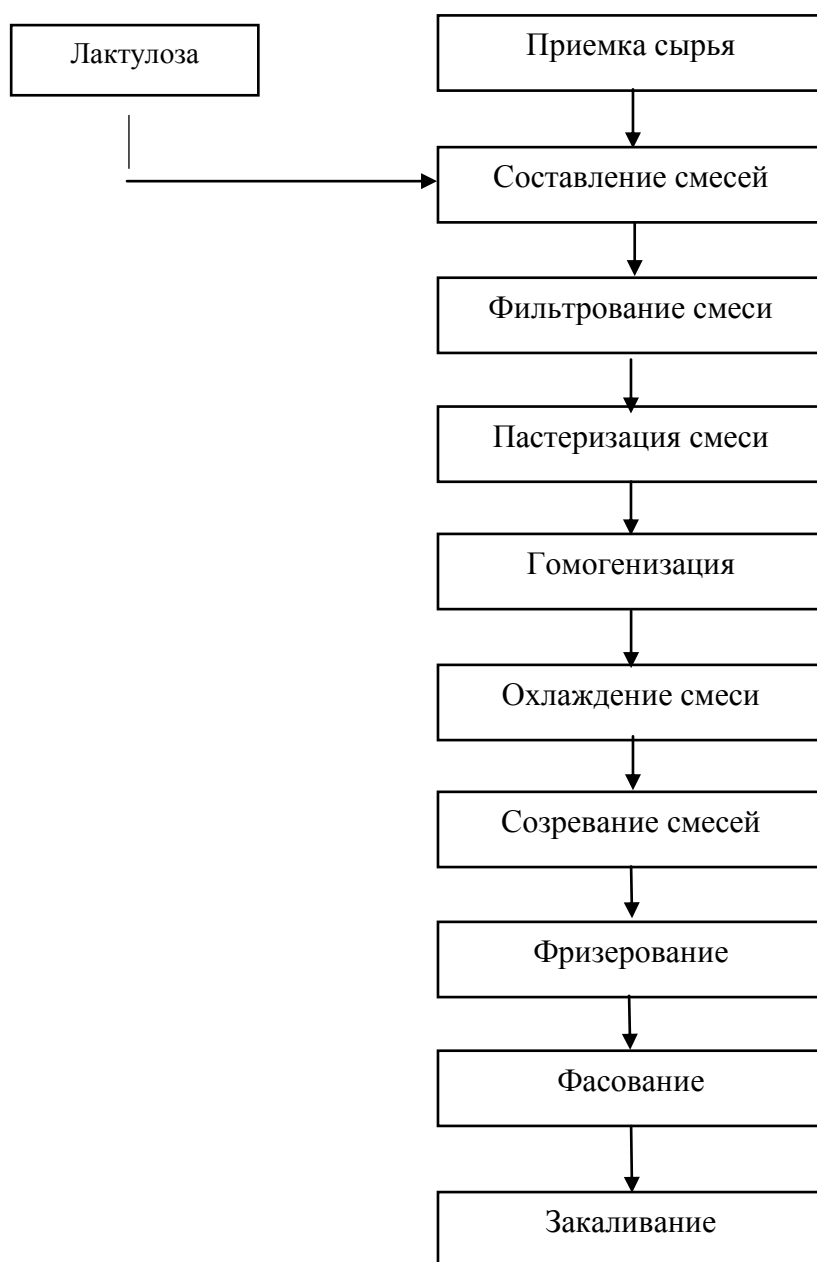 Лактулоза
Приемка сырья
Составление смесей
Фильтрование смеси
Пастеризация смеси
Гомогенизация
Охлаждение смеси
Созревание смесей
Фризерование
Фасование
Закаливание